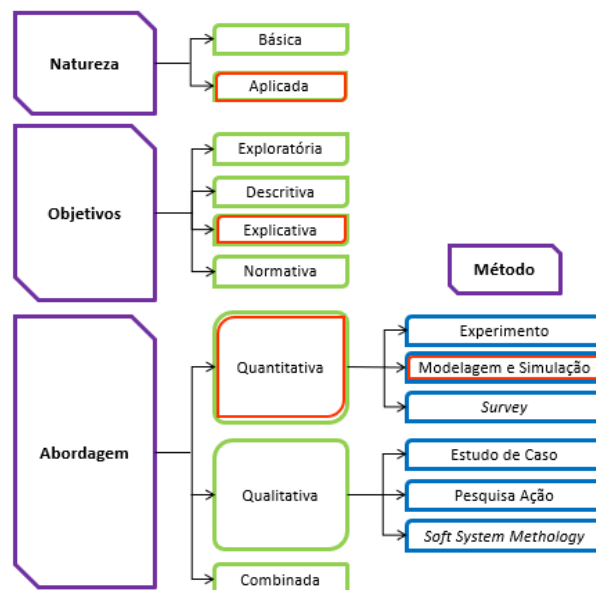 Natureza
Básica
Aplicada
Objetivos
Exploratória
Descritiva
Explicativa
Normativa
Método
Abordagem
Quantitativa
Experimento
Modelagem e Simulação
Survey
Qualitativa
Estudo de Caso
Pesquisa Ação
Soft System Methology
Combinada